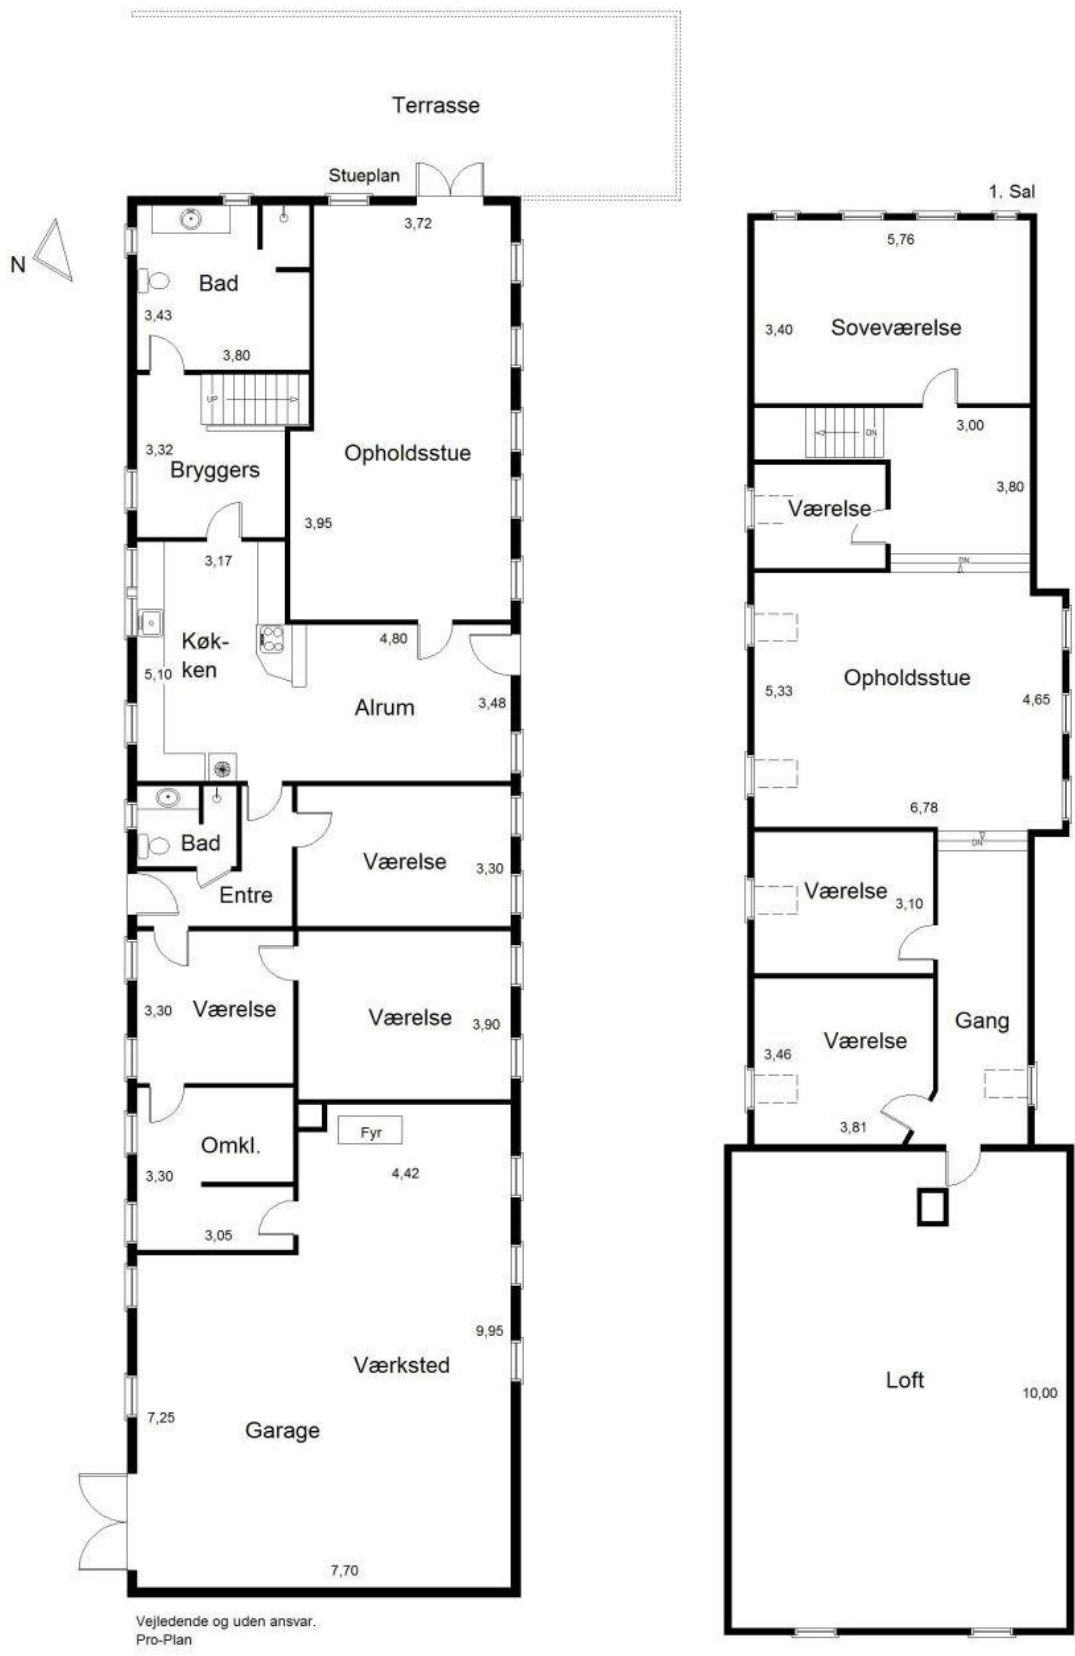 Terrasse
Stueplan
3,72
N
Bad
3,43
3,80
UP
3,32
Bryggers
Opholdsstue
3,95
3,17
Køk-
ken
5,10
4,80
Alrum
3,48
Bad
Entre
Værelse
3,30
3,30
Værelse
Værelse
3,90
Omkl.
3,30
3,05
Fyr
4,42
9,95
Værksted
7,25
Garage
7,70
Vejledende og uden ansvar.
Pro-Plan
1. Sal
5,76
3,40
Soveværelse
DN
3,00
3,80
Værelse
DN
Opholdsstue
5,33
4,65
6,78
DN
Værelse
3,10
Gang
Værelse
3,46
3,81
Loft
10,00